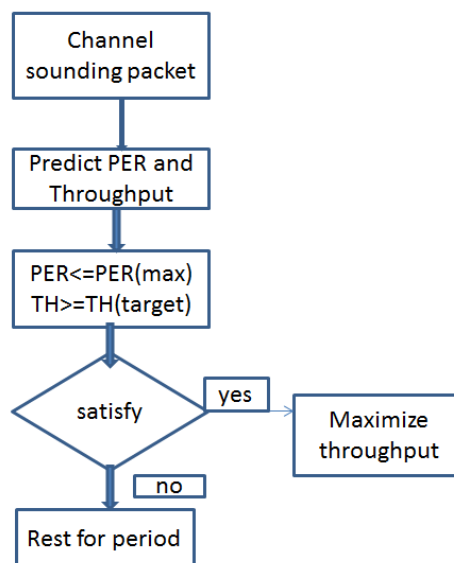 Channel
sounding packet
Predict PER and
Throughput
PER<=PER(max)
TH>=TH(target)
satisfy
yes
Maximize
throughput
no
Rest for period